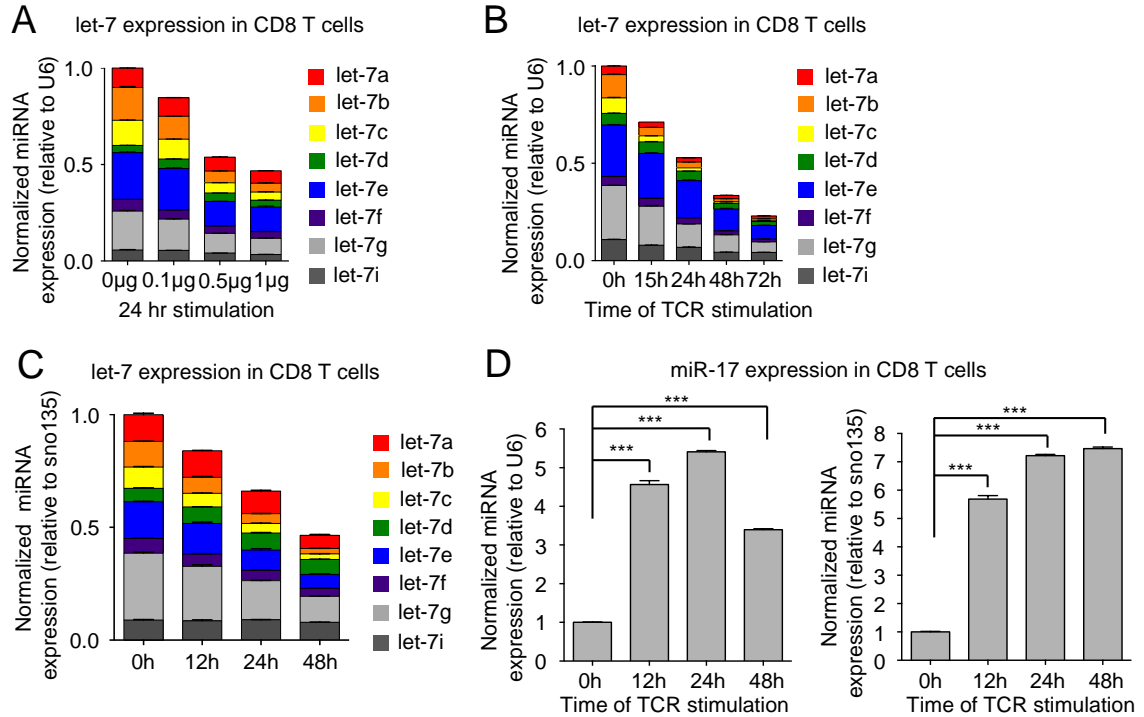 A
let-7 expression in CD8 T cells
Normalized miRNA
expression (relative to U6)
1.0
0.5
0.0
0µg 0.1µg 0.5µg 1µg
24 hr stimulation
let-7a
let-7b
let-7c
let-7d
let-7e
let-7f
let-7g
let-7i
B
let-7 expression in CD8 T cells
Normalized miRNA
expression (relative to U6)
1.0
0.5
0.0
0h 15h 24h 48h 72h
Time of TCR stimulation
let-7a
let-7b
let-7c
let-7d
let-7e
let-7f
let-7g
let-7i
C
let-7 expression in CD8 T cells
Normalized miRNA
expression (relative to sno135)
1.0
0.5
0.0
0h 12h 24h 48h
let-7a
let-7b
let-7c
let-7d
let-7e
let-7f
let-7g
let-7i
D
miR-17 expression in CD8 T cells
Normalized miRNA
expression (relative to U6)
6
5
4
3
2
1
0
***
***
***
0h 12h 24h 48h
Time of TCR stimulation
Normalized miRNA
expression (relative to sno135)
8
7
6
5
4
3
2
1
0
***
***
***
0h 12h 24h 48h
Time of TCR stimulation